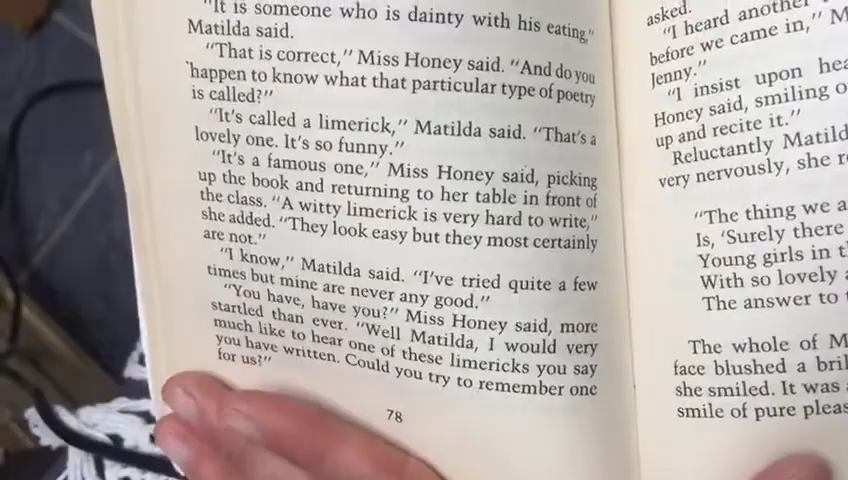 "It is someone who is dainty with his eating,"
Matilda said.
"That is correct," Miss Honey said. "And do you
happen to know what that particular type of poetry
is called?"
"It's called a limerick," Matilda said. "That's a
lovely one. It's so funny."
"It's a famous one," Miss Honey said, picking
up the book and returning to her table in front of
the class. "A witty limerick is very hard to write,"
she added. "They look easy but they most certainly
are not."
"I know," Matilda said. "I've tried quite a few
times but mine are never any good."
"You have, have you?" Miss Honey said, more
startled than ever. "Well Matilda, I would very
much like to hear one of these limericks you say
you have written. Could you try to remember one
for us?"
78
asked.
"I heard another
before we came in,"
Jenny."
"I insist upon
Honey said, smiling
up and recite it."
Reluctantly
very nervously, she
"The thing we
Is, 'Surely there
Young girls in
With so lovely
The answer to
The whole of
face blushed a
she smiled. It was
smile of pure